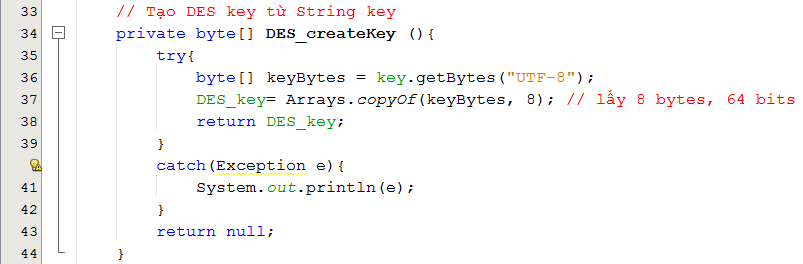 33 // Tạo DES key từ String key
34 private byte[] DES_createKey (){
35 try{
36 byte[] keyBytes = key.getBytes("UTF-8");
37 DES_key= Arrays.copyOf(keyBytes, 8); // lấy 8 bytes, 64 bits
38 return DES_key;
39 }
catch(Exception e){
41 System.out.println(e);
42 }
43 return null;
44 }